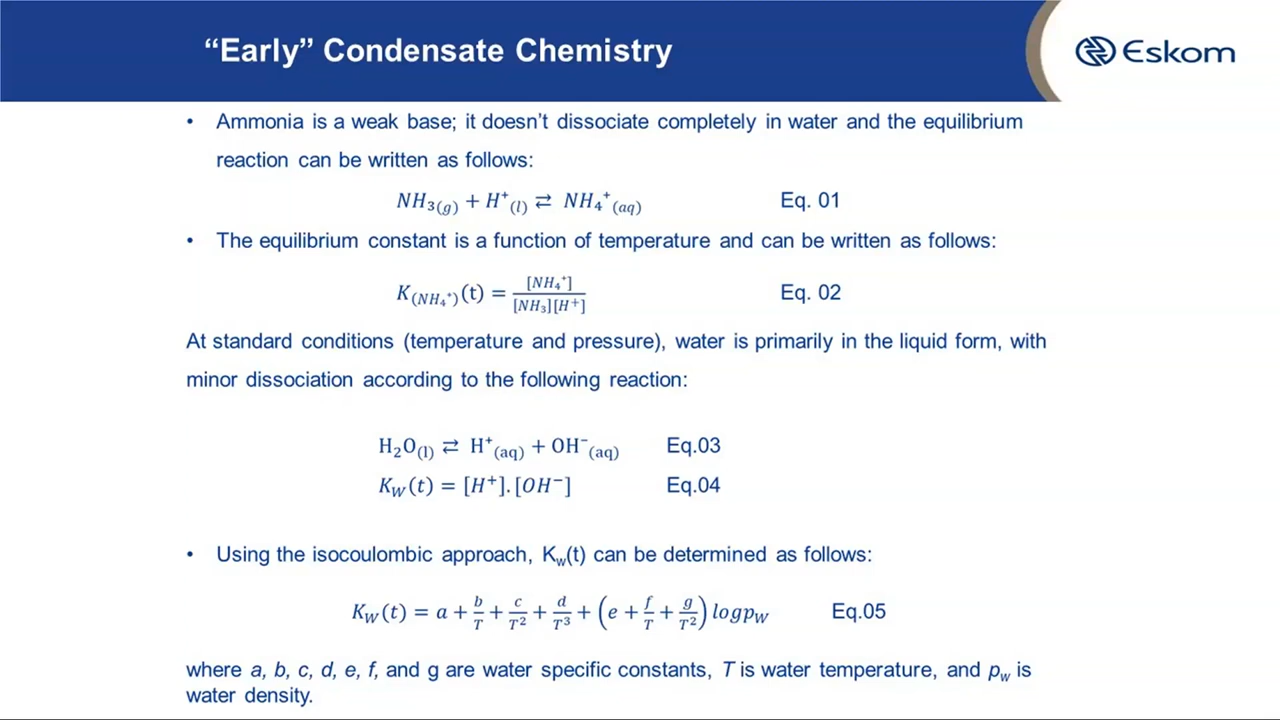 “Early” Condensate Chemistry
Eskom
• Ammonia is a weak base; it doesn’t dissociate completely in water and the equilibrium
reaction can be written as follows:
NH₃(g) + H⁺(l) ⇄ NH₄⁺(aq) Eq. 01
• The equilibrium constant is a function of temperature and can be written as follows:
K(NH₄⁺)(t) = [NH₄⁺] / [NH₃][H⁺] Eq. 02
At standard conditions (temperature and pressure), water is primarily in the liquid form, with
minor dissociation according to the following reaction:
H₂O(l) ⇄ H⁺(aq) + OH⁻(aq) Eq.03
K_W(t) = [H⁺].[OH⁻] Eq.04
• Using the isocoulombic approach, K_w(t) can be determined as follows:
K_W(t) = a + b/T + c/T² + d/T³ + (e + f/T + g/T²) logp_W Eq.05
where a, b, c, d, e, f, and g are water specific constants, T is water temperature, and p_w is
water density.